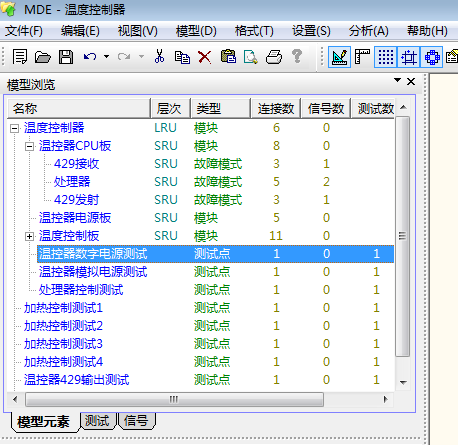 MDE - 温度控制器
文件(F) 编辑(E) 视图(V) 模型(D) 格式(T) 设置(S) 分析(A) 帮助(H)
模型浏览
名称 层次 类型 连接数 信号数 测试数
温度控制器 LRU 模块 6 0
温控器CPU板 SRU 模块 8 0
429接收 SRU 故障模式 3 1
处理器 SRU 故障模式 5 2
429发射 SRU 故障模式 3 1
温控器电源板 SRU 模块 5 0
温度控制板 SRU 模块 11 0
温控器数字电源测试 测试点 1 0 1
温控器模拟电源测试 测试点 1 0 1
处理器控制测试 测试点 1 0 1
加热控制测试1 测试点 1 0 1
加热控制测试2 测试点 1 0 1
加热控制测试3 测试点 1 0 1
加热控制测试4 测试点 1 0 1
温控器429输出测试 测试点 1 0 1
模型元素 测试 信号